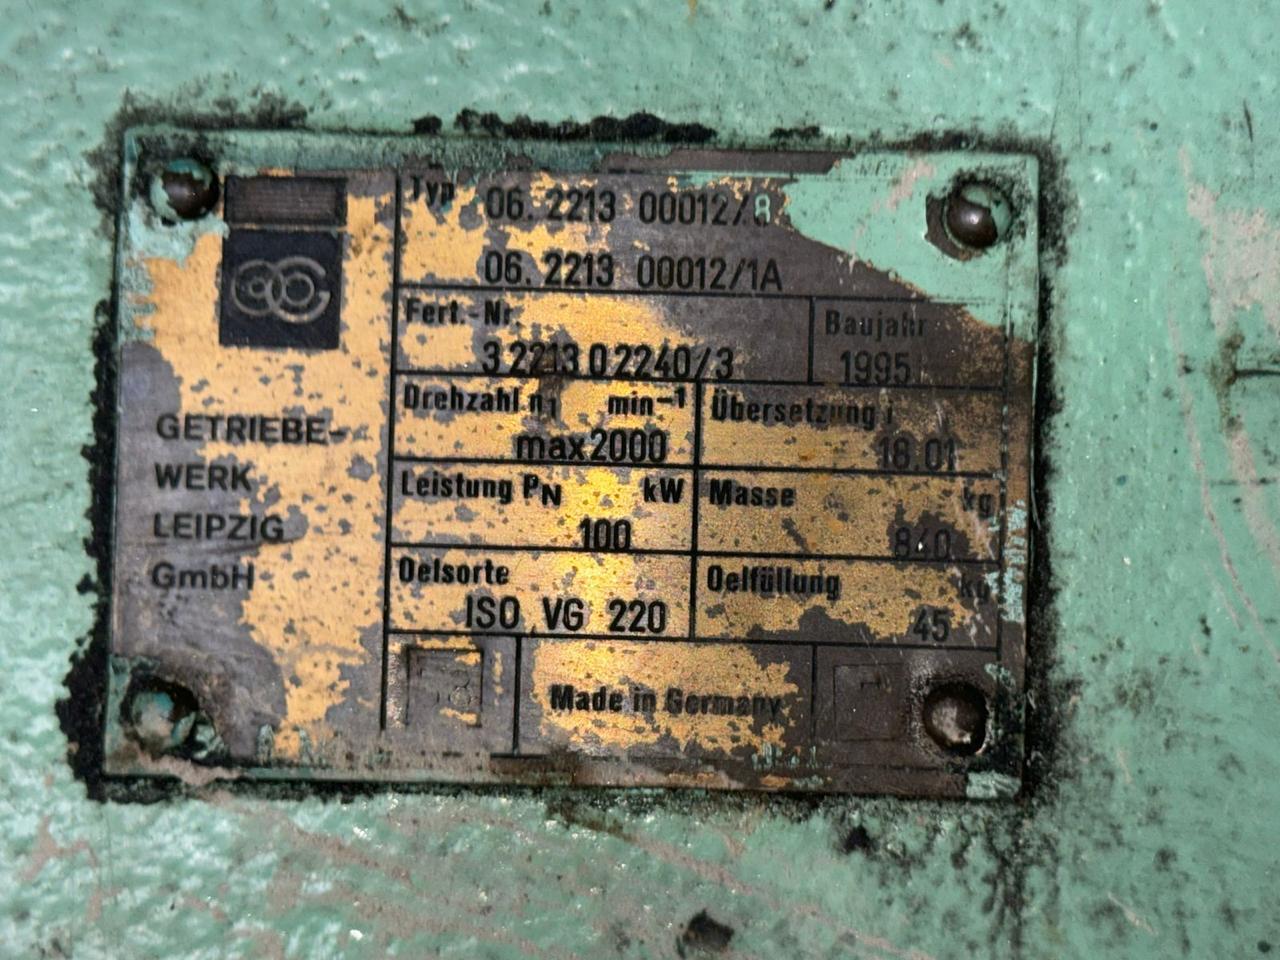 Typ 06. 2213 00012/8
06. 2213 00012/1A
Fert.-Nr. Baujahr
3 2213 0 2240/3 1995
Drehzahl n1 min-1 Übersetzung i
max 2000 18.01
GETRIEBE-
WERK
LEIPZIG
GmbH
Leistung PN kW Masse kg
100 840
Oelsorte Oelfüllung kg
ISO VG 220 45
Made in Germany